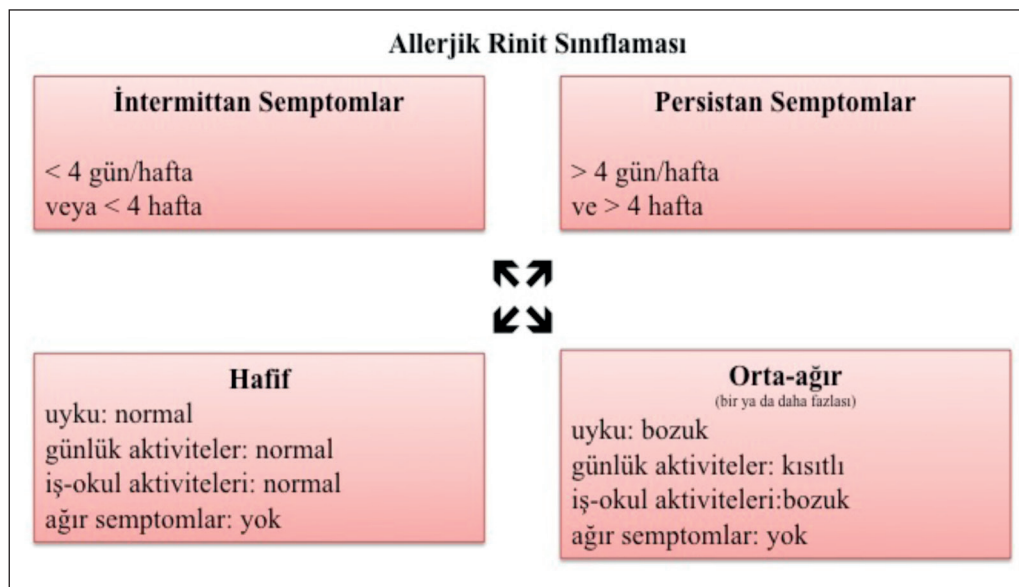 Allerjik Rinit Sınıflaması
İntermittan Semptomlar
< 4 gün/hafta
veya < 4 hafta
Persistan Semptomlar
> 4 gün/hafta
ve > 4 hafta
Hafif
uyku: normal
günlük aktiviteler: normal
iş-okul aktiviteleri: normal
ağır semptomlar: yok
Orta-ağır
(bir ya da daha fazlası)
uyku: bozuk
günlük aktiviteler: kısıtlı
iş-okul aktiviteleri:bozuk
ağır semptomlar: yok